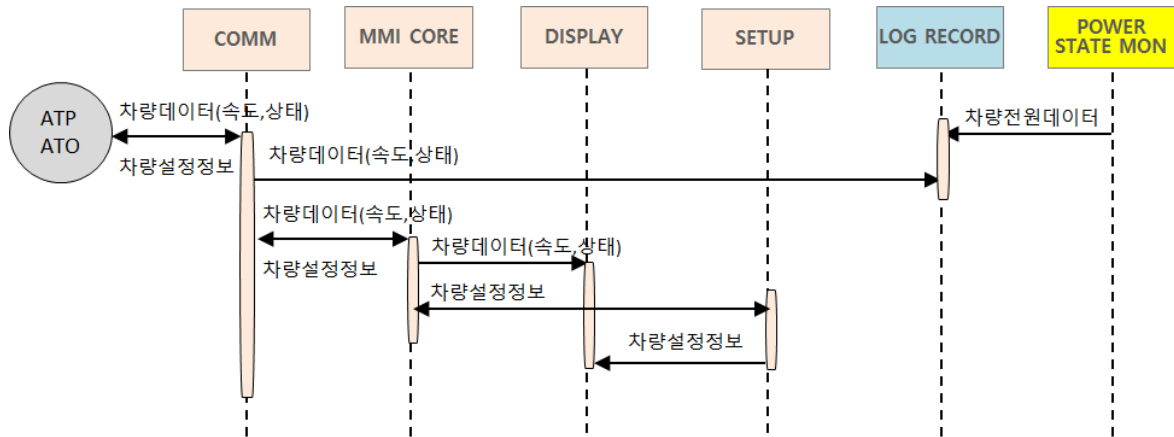 COMM
MMI CORE
DISPLAY
SETUP
LOG RECORD
POWER
STATE MON
ATP
ATO
차량데이터(속도,상태)
차량설정정보
차량전원데이터
차량데이터(속도,상태)
차량데이터(속도,상태)
차량설정정보
차량데이터(속도,상태)
차량설정정보
차량설정정보